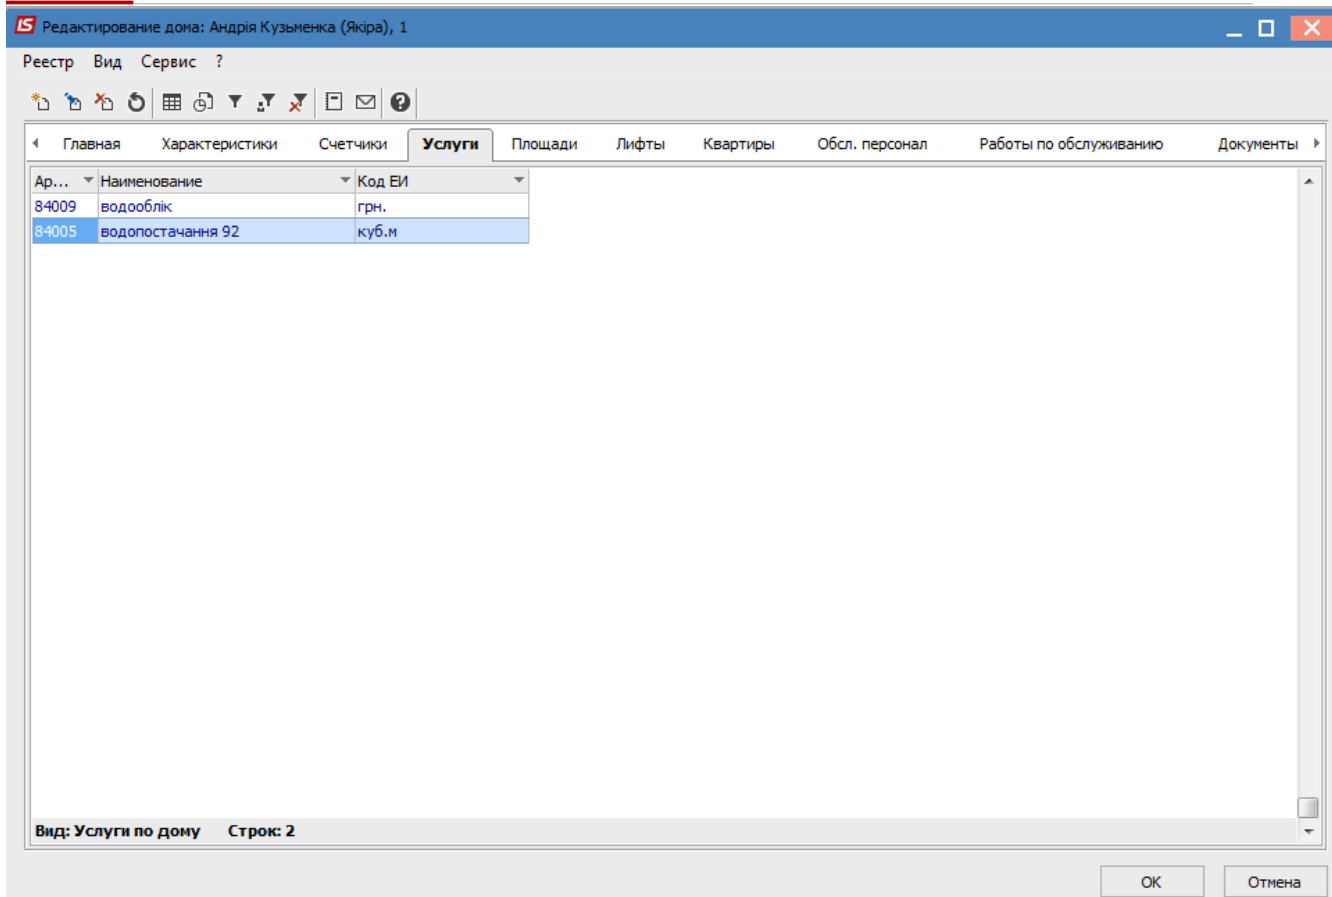 IS Редактирование дома: Андрія Кузьменка (Якіра), 1
Реестр Вид Сервис ?
Главная Характеристики Счетчики Услуги Площади Лифты Квартиры Обсл. персонал Работы по обслуживанию Документы
Ар... Наименование Код ЕИ
84009 водооблік грн.
84005 водопостачання 92 куб.м
Вид: Услуги по дому Строк: 2
OK Отмена